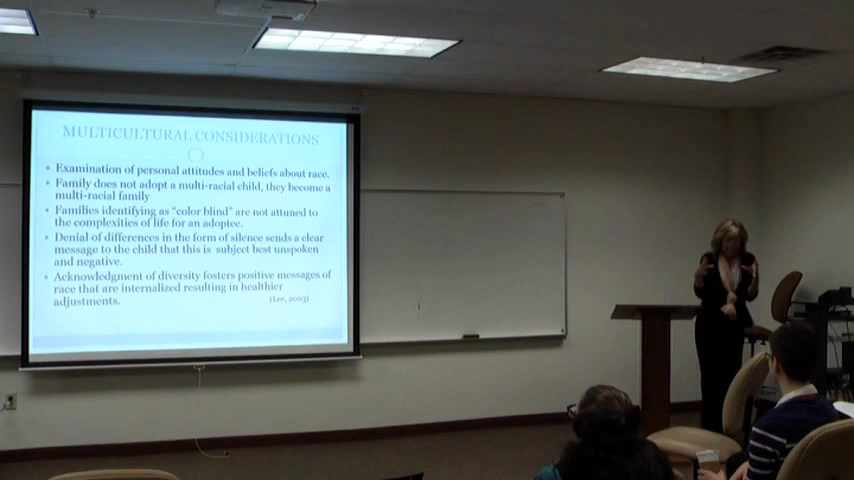 MULTICULTURAL CONSIDERATIONS
• Examination of personal attitudes and beliefs about race.
• Family does not adopt a multi-racial child, they become a
multi-racial family
• Families identifying as “color blind” are not attuned to
the complexities of life for an adoptee.
• Denial of differences in the form of silence sends a clear
message to the child that this is subject best unspoken
and negative.
• Acknowledgment of diversity fosters positive messages of
race that are internalized resulting in healthier
adjustments. (Lee, 2003)